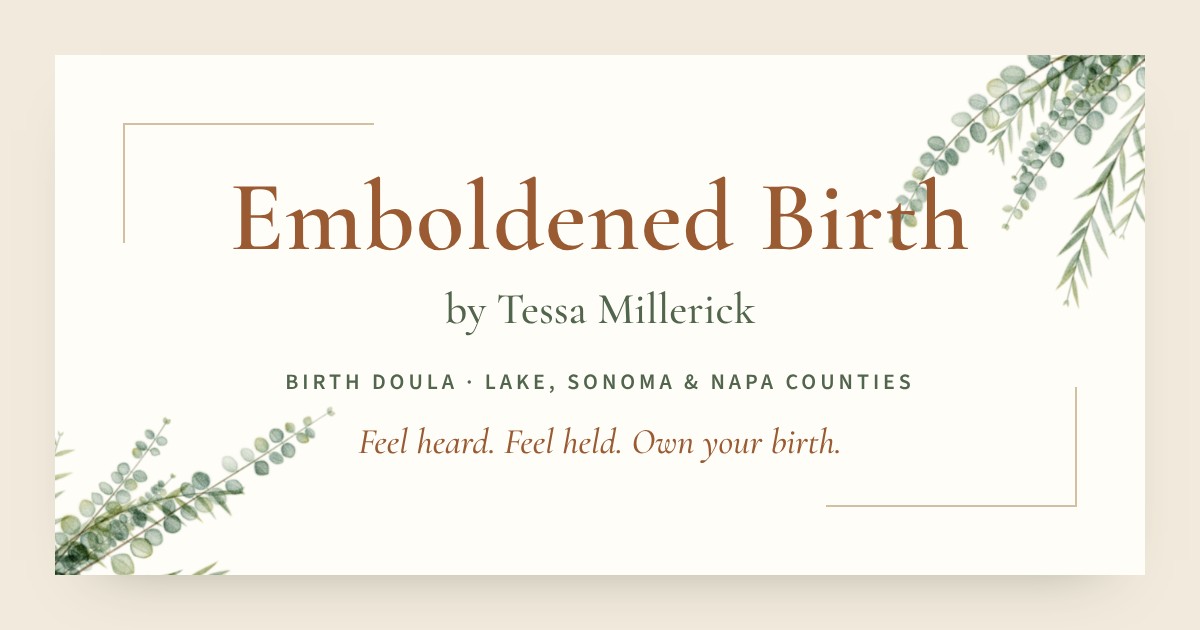 Emboldened Birth
by Tessa Millerick
BIRTH DOULA · LAKE, SONOMA & NAPA COUNTIES
Feel heard. Feel held. Own your birth.